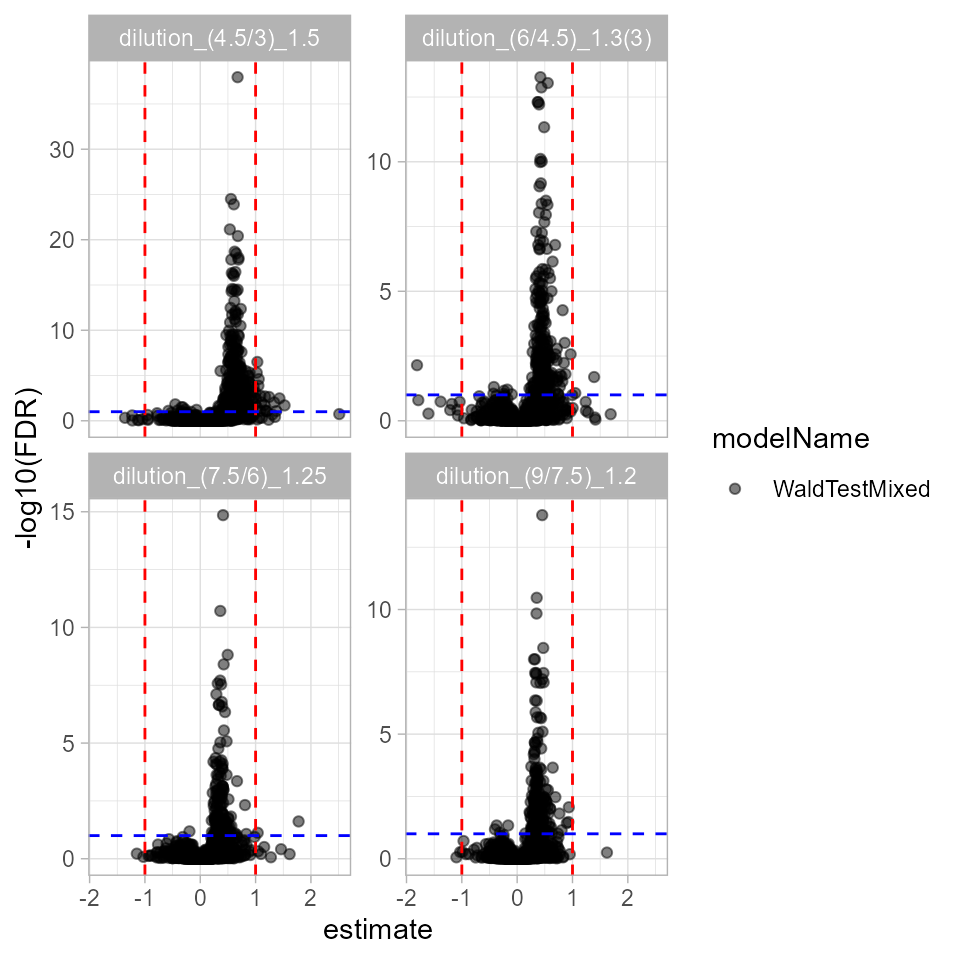 dilution_(4.5/3)_1.5
dilution_(6/4.5)_1.3(3)
30
20
10
0
10
5
0
dilution_(7.5/6)_1.25
dilution_(9/7.5)_1.2
15
10
5
0
10
5
0
-2 -1 0 1 2
-2 -1 0 1 2
estimate
-log10(FDR)
modelName
WaldTestMixed